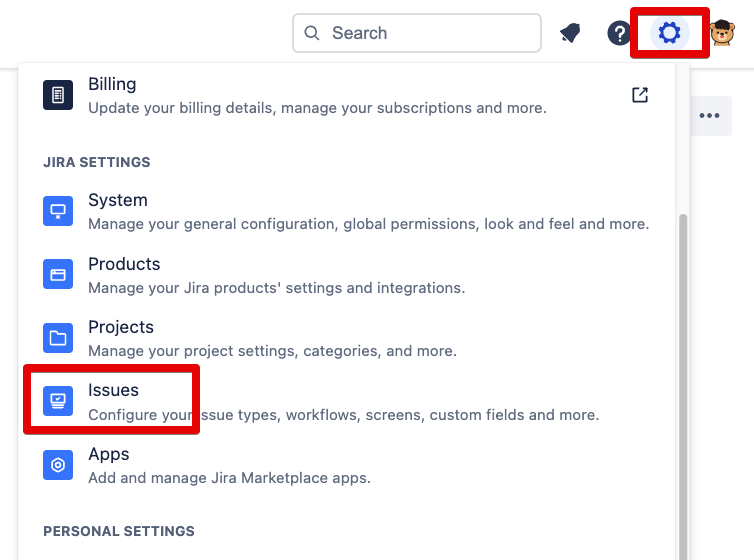 Search
Billing
Update your billing details, manage your subscriptions and more.
JIRA SETTINGS
System
Manage your general configuration, global permissions, look and feel and more.
Products
Manage your Jira products' settings and integrations.
Projects
Manage your project settings, categories, and more.
Issues
Configure your issue types, workflows, screens, custom fields and more.
Apps
Add and manage Jira Marketplace apps.
PERSONAL SETTINGS